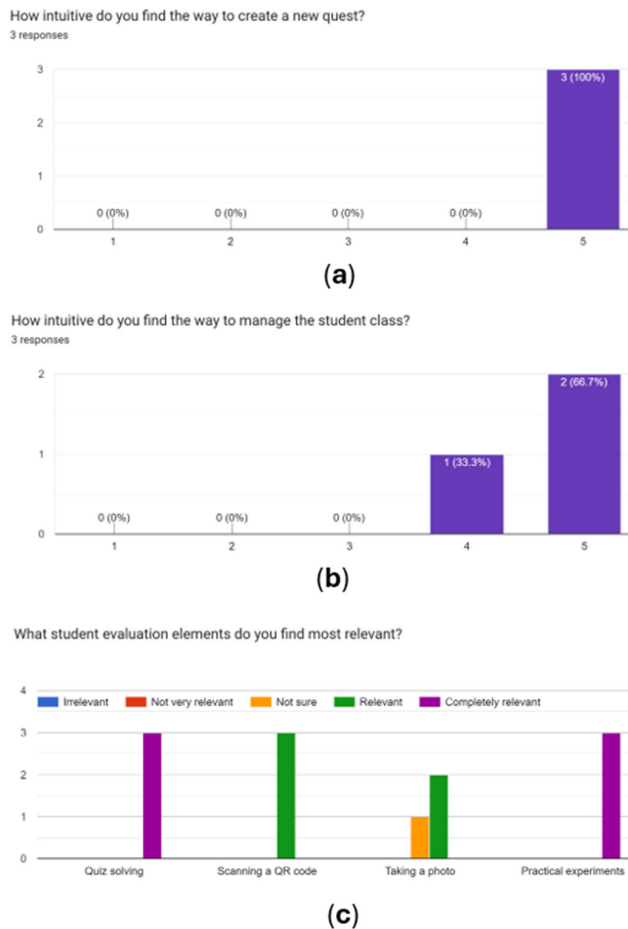 How intuitive do you find the way to create a new quest?
3 responses
3
3 (100%)
2
1
0 (0%) 0 (0%) 0 (0%) 0 (0%)
0
1 2 3 4 5
(a)
How intuitive do you find the way to manage the student class?
3 responses
2
2 (66.7%)
1
1 (33.3%)
0 (0%) 0 (0%) 0 (0%)
0
1 2 3 4 5
(b)
What student evaluation elements do you find most relevant?
4
Irrelevant Not very relevant Not sure Relevant Completely relevant
3
2
1
0
Quiz solving Scanning a QR code Taking a photo Practical experiments
(c)